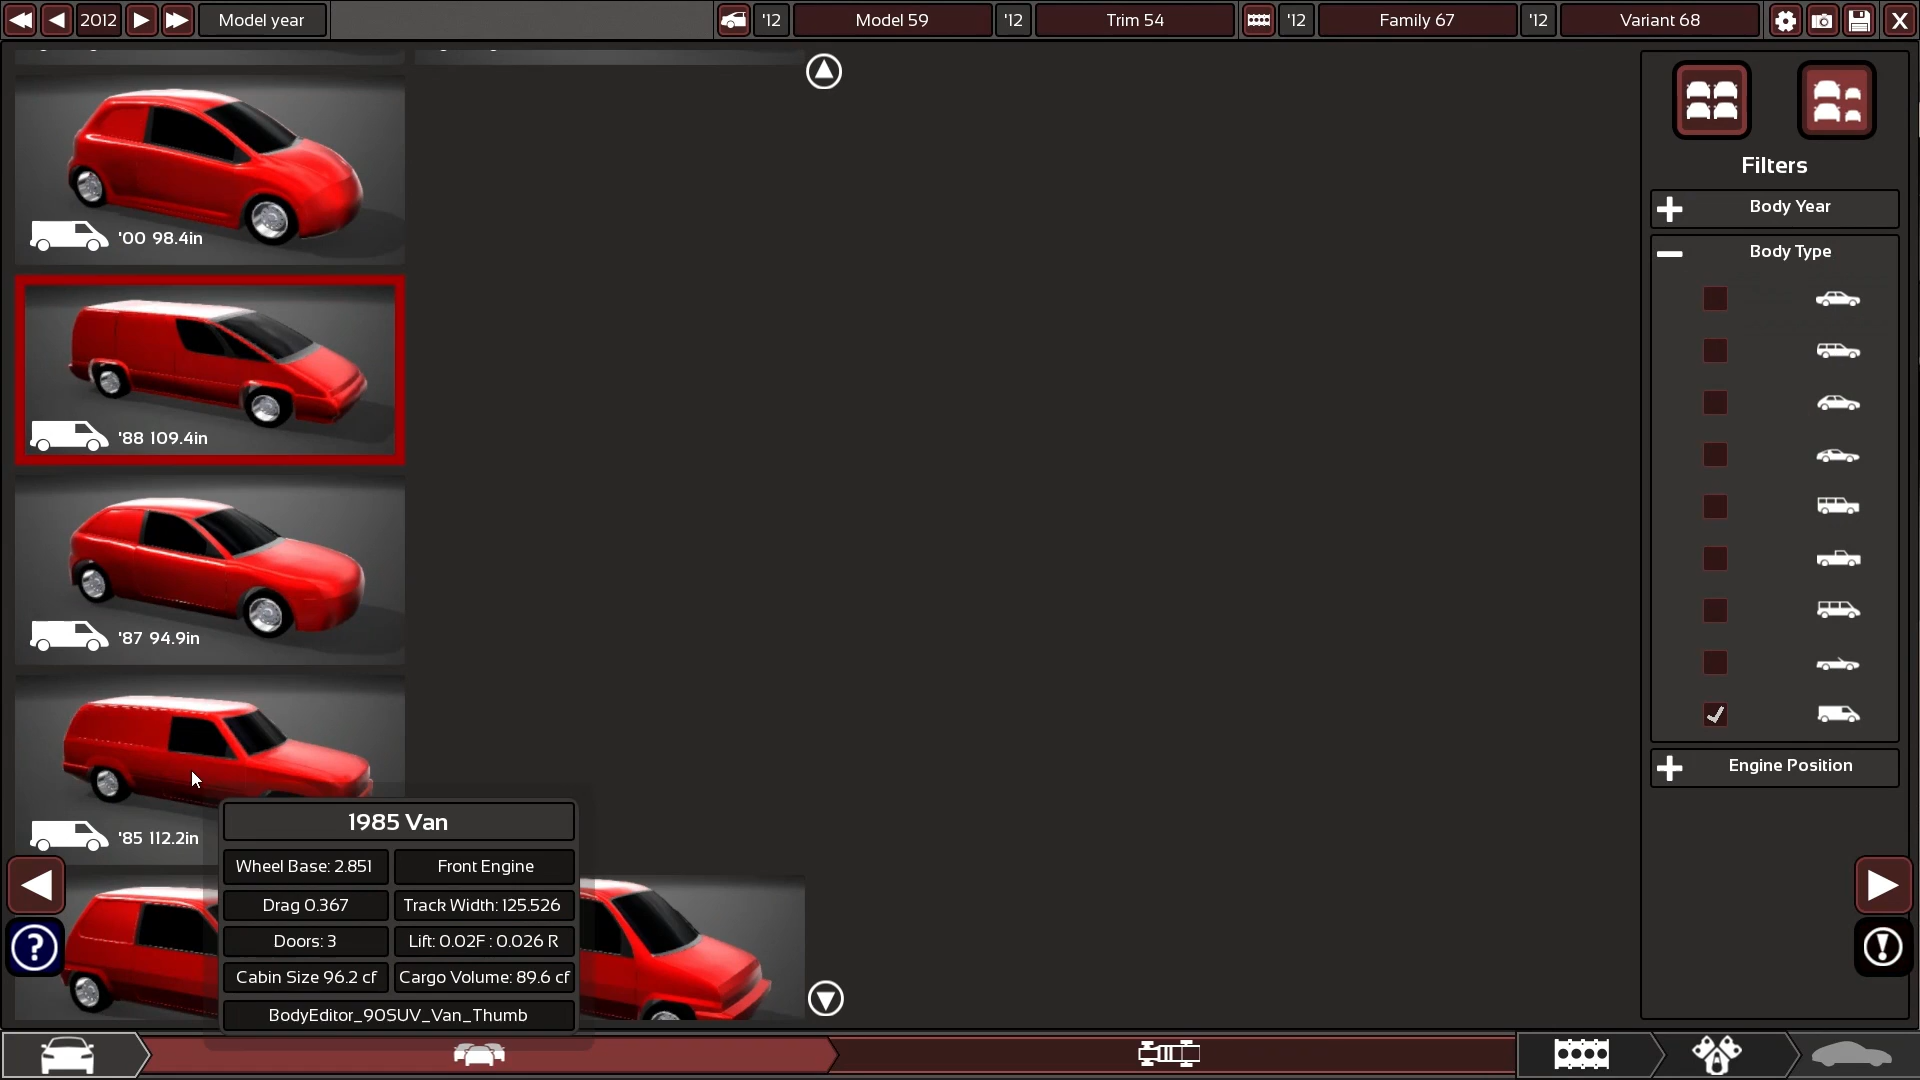 2012
Model year
'12
Model 59
'12
Trim 54
'12
Family 67
'12
Variant 68
X
Filters
Body Year
Body Type
Engine Position
'00 98.4in
'88 109.4in
'87 94.9in
'85 112.2in
1985 Van
Wheel Base: 2.851
Front Engine
Drag 0.367
Track Width: 125.526
Doors: 3
Lift: 0.02F : 0.026 R
Cabin Size 96.2 cf
Cargo Volume: 89.6 cf
BodyEditor_90SUV_Van_Thumb
?